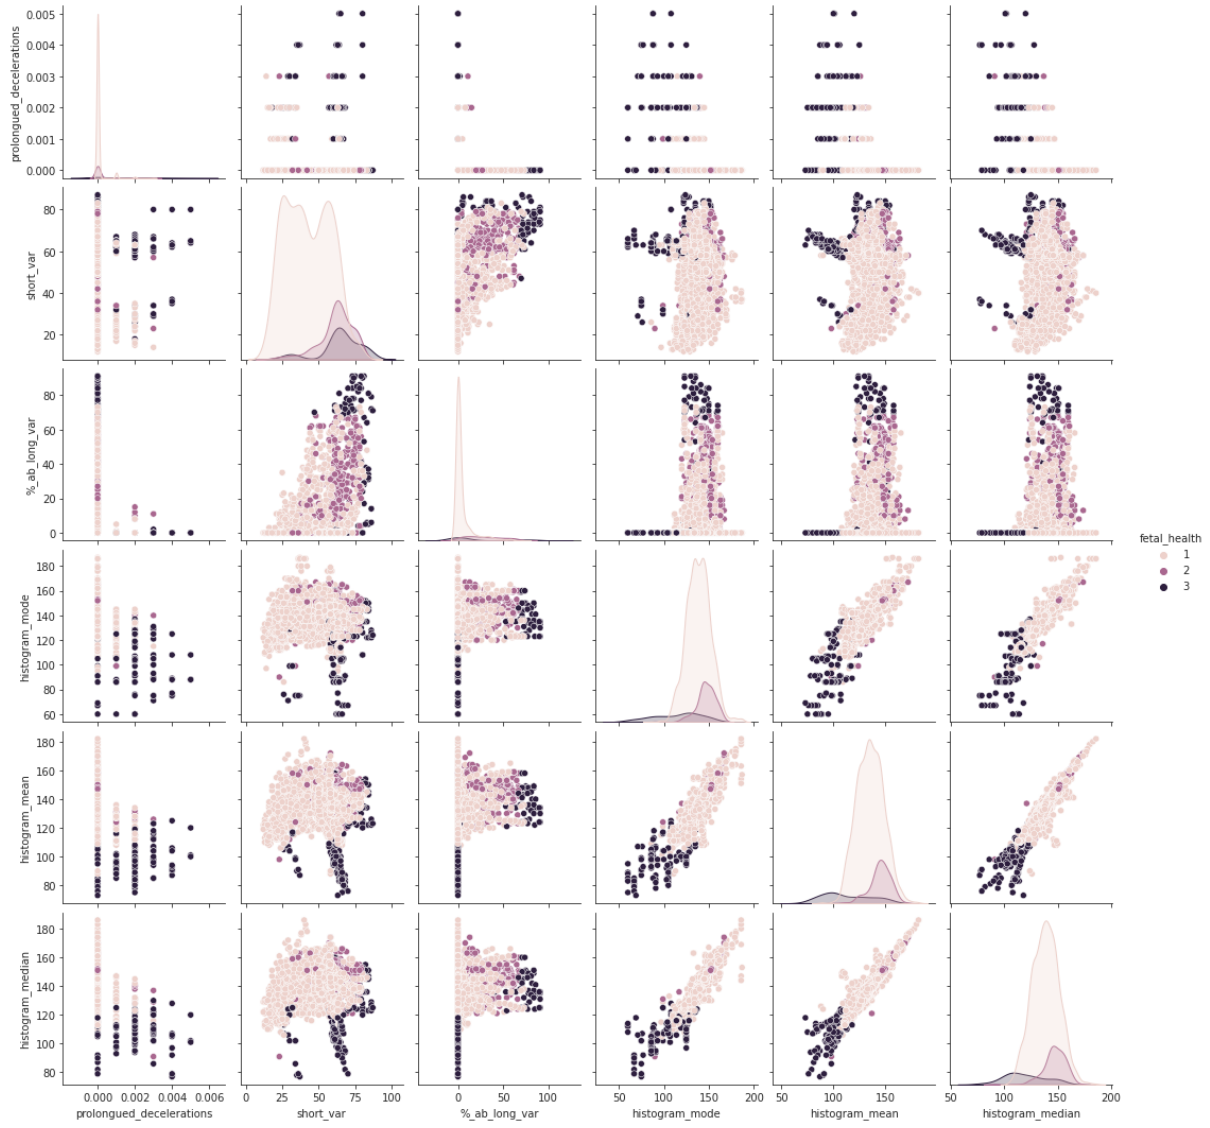 prolongued_decelerations
0.005
0.004
0.003
0.002
0.001
0.000
short_var
80
60
40
20
%_ab_long_var
80
60
40
20
0
fetal_health
1
2
3
histogram_mode
180
160
140
120
100
80
60
histogram_mean
180
160
140
120
100
80
histogram_median
180
160
140
120
100
80
0.000 0.002 0.004 0.006
0 25 50 75 100
0 50 100
50 100 150 200
50 100 150
50 100 150 200
prolongued_decelerations
short_var
%_ab_long_var
histogram_mode
histogram_mean
histogram_median